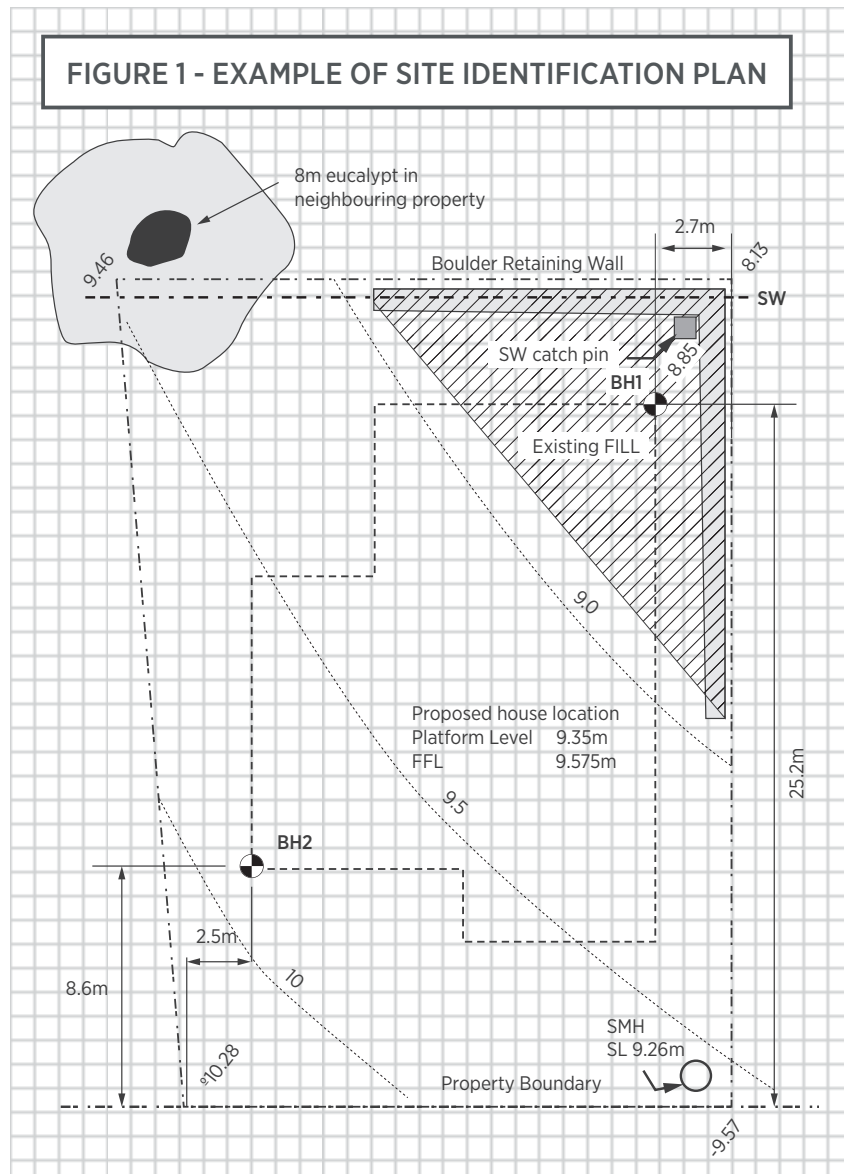 FIGURE 1 - EXAMPLE OF SITE IDENTIFICATION PLAN
8m eucalypt in
neighbouring property
2.7m
8.13
9.46
Boulder Retaining Wall
SW
SW catch pin
8.85
BH1
Existing FILL
9.0
Proposed house location
Platform Level 9.35m
FFL 9.575m
25.2m
9.5
BH2
2.5m
8.6m
10
SMH
SL 9.26m
º10.28
Property Boundary
-9.57